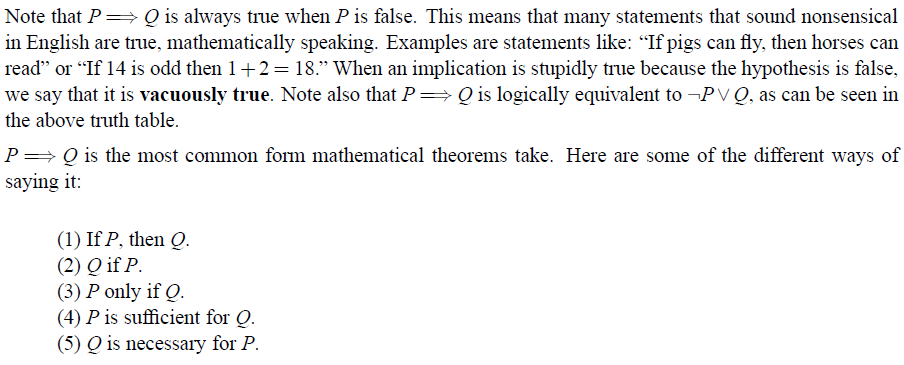 Note that P ⟹ Q is always true when P is false. This means that many statements that sound nonsensical
in English are true, mathematically speaking. Examples are statements like: “If pigs can fly, then horses can
read” or “If 14 is odd then 1+2 = 18.” When an implication is stupidly true because the hypothesis is false,
we say that it is vacuously true. Note also that P ⟹ Q is logically equivalent to ¬P∨Q, as can be seen in
the above truth table.
P ⟹ Q is the most common form mathematical theorems take. Here are some of the different ways of
saying it:
(1) If P, then Q.
(2) Q if P.
(3) P only if Q.
(4) P is sufficient for Q.
(5) Q is necessary for P.